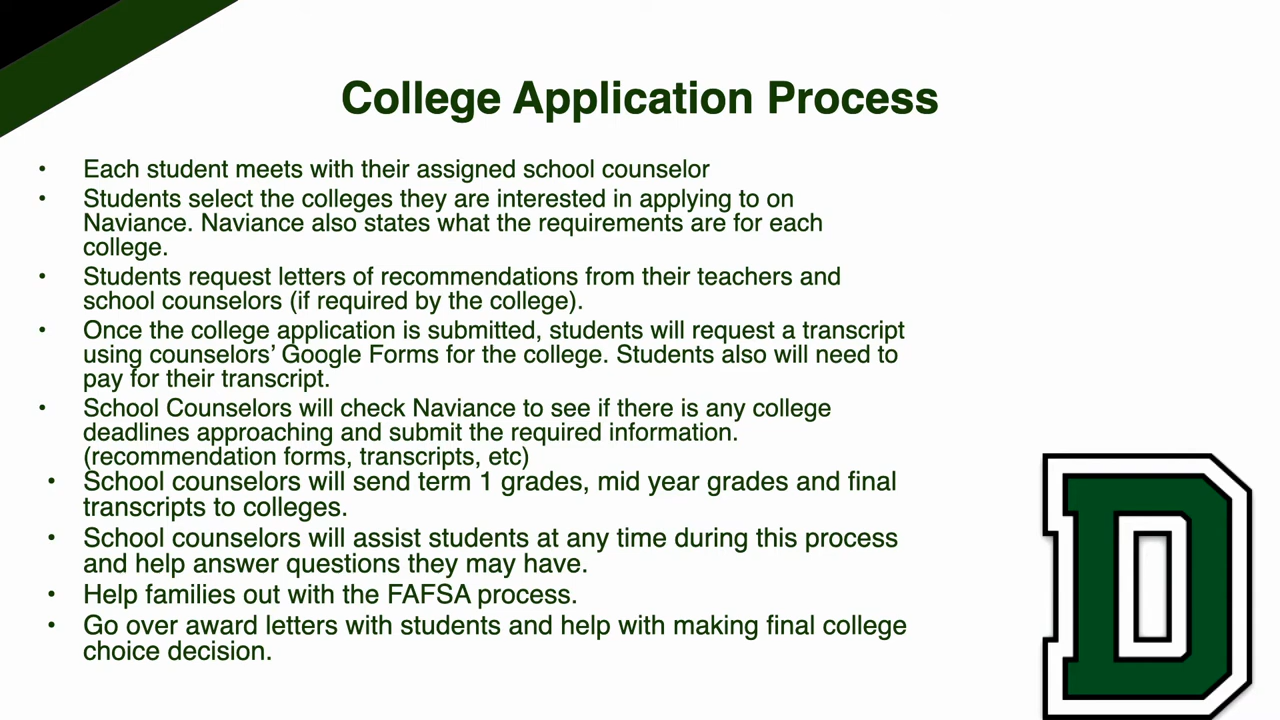 College Application Process
• Each student meets with their assigned school counselor
• Students select the colleges they are interested in applying to on
Naviance. Naviance also states what the requirements are for each
college.
• Students request letters of recommendations from their teachers and
school counselors (if required by the college).
• Once the college application is submitted, students will request a transcript
using counselors’ Google Forms for the college. Students also will need to
pay for their transcript.
• School Counselors will check Naviance to see if there is any college
deadlines approaching and submit the required information.
(recommendation forms, transcripts, etc)
• School counselors will send term 1 grades, mid year grades and final
transcripts to colleges.
• School counselors will assist students at any time during this process
and help answer questions they may have.
• Help families out with the FAFSA process.
• Go over award letters with students and help with making final college
choice decision.
D